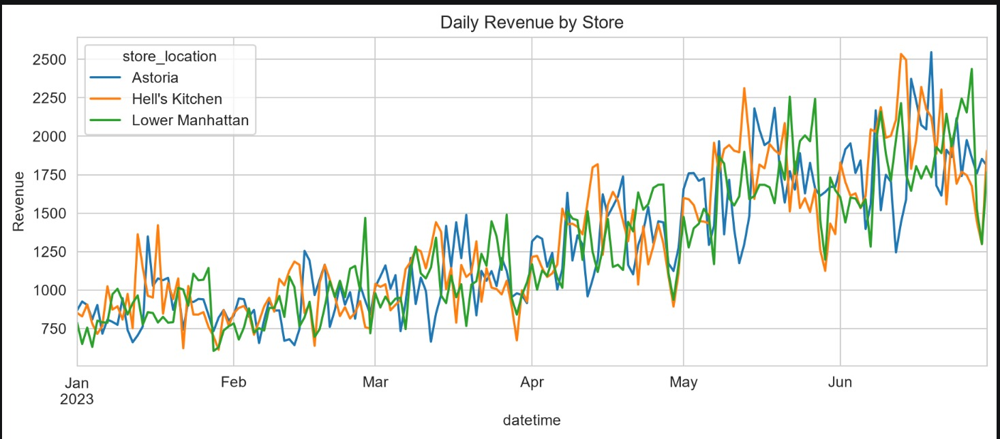 Daily Revenue by Store
store_location
Astoria
Hell's Kitchen
Lower Manhattan
Revenue
2500
2250
2000
1750
1500
1250
1000
750
Jan
2023
Feb
Mar
Apr
May
Jun
datetime